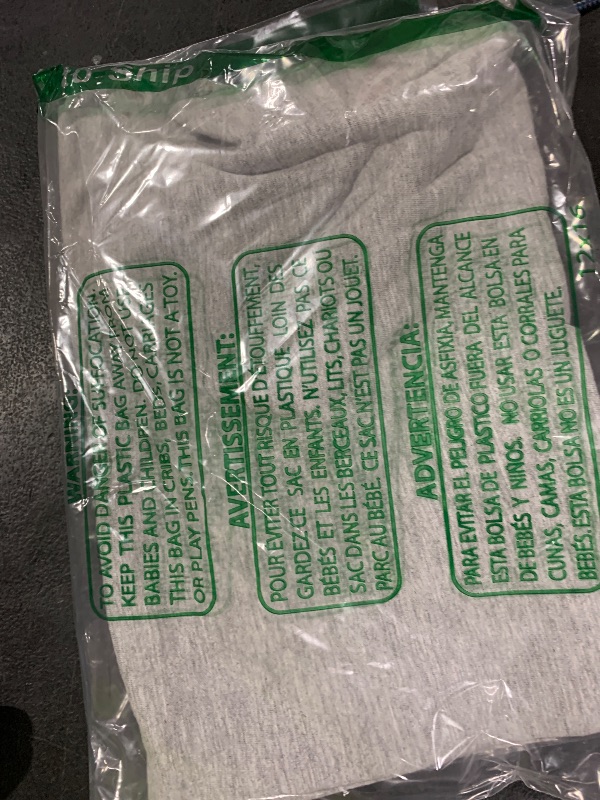 ip-Ship
12x16
WARNING:
TO AVOID DANGER OF SUFFOCATION,
KEEP THIS PLASTIC BAG AWAY FROM
BABIES AND CHILDREN. DO NOT USE
THIS BAG IN CRIBS, BEDS, CARRIAGES
OR PLAY PENS. THIS BAG IS NOT A TOY.
AVERTISSEMENT:
POUR EVITER TOUT RISQUE D'ÉTOUFFEMENT,
GARDEZ CE SAC EN PLASTIQUE LOIN DES
BÉBÉS ET LES ENFANTS. N'UTILISEZ PAS CE
SAC DANS LES BERCEAUX, LITS, CHARIOTS OU
PARC AU BÉBÉ. CE SAC N'EST PAS UN JOUET.
ADVERTENCIA:
PARA EVITAR EL PELIGRO DE ASFIXIA, MANTENGA
ESTA BOLSA DE PLASTICO FUERA DEL ALCANCE
DE BEBÉS Y NIÑOS. NO USAR ESTA BOLSA EN
CUNAS, CAMAS, CARRIOLAS O CORRALES PARA
BEBÉS. ESTA BOLSA NO ES UN JUGUETE.